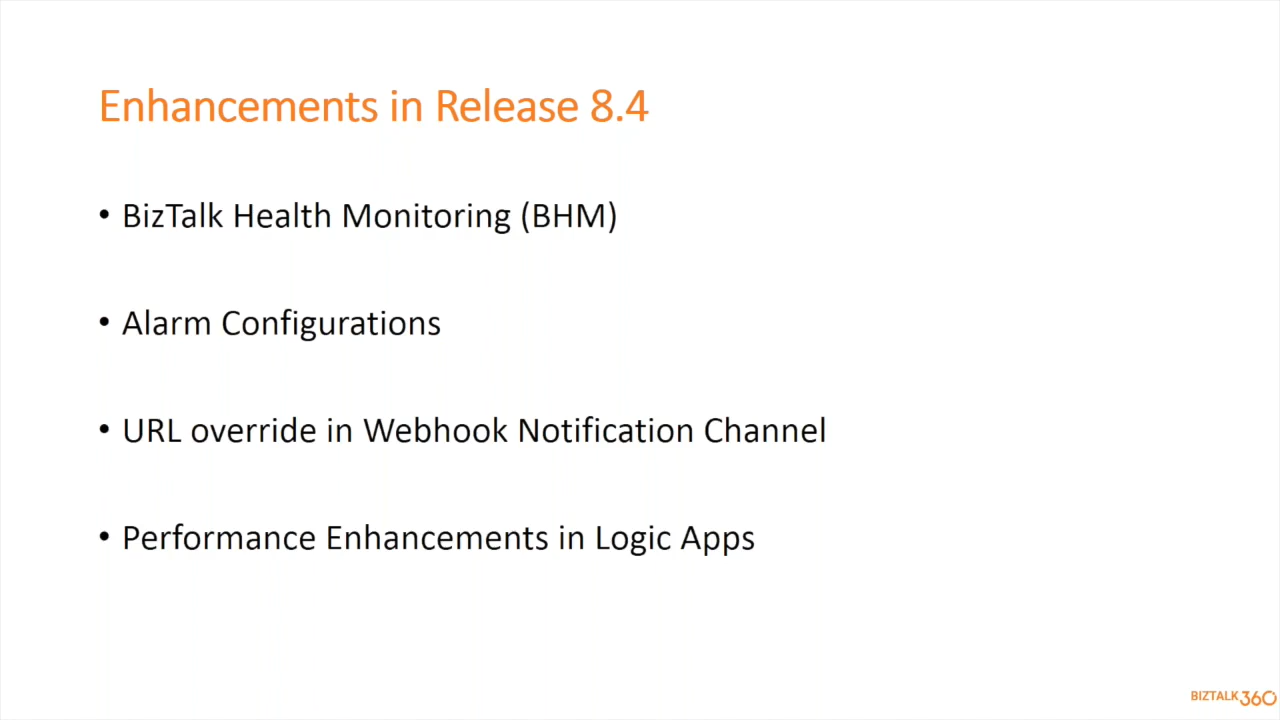 Enhancements in Release 8.4
• BizTalk Health Monitoring (BHM)
• Alarm Configurations
• URL override in Webhook Notification Channel
• Performance Enhancements in Logic Apps
BIZTALK360